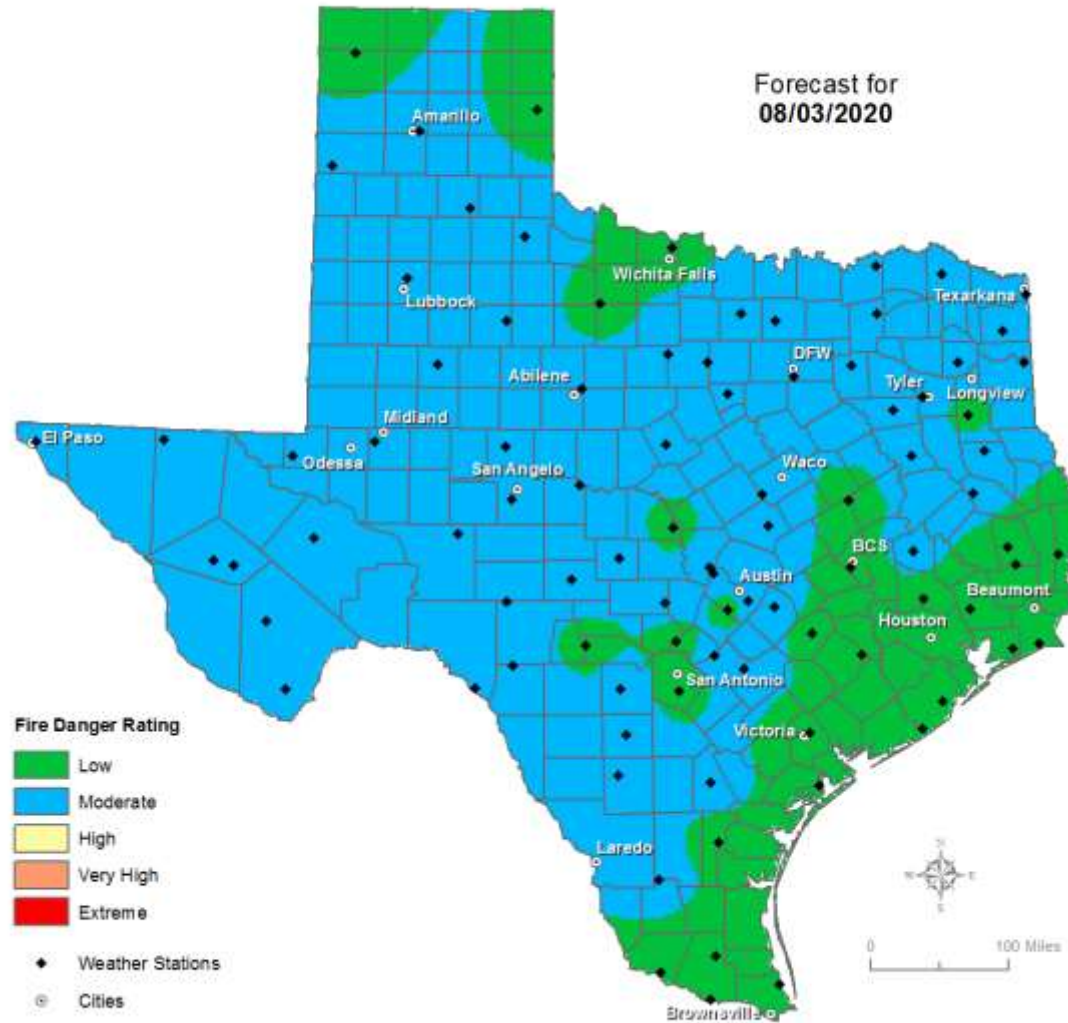 Forecast for
08/03/2020
Amarillo
Wichita Falls
Lubbock
Texarkana
DFW
Abilene
Tyler
Longview
Midland
El Paso
Odessa
San Angelo
Waco
BCS
Austin
Beaumont
Houston
San Antonio
Victoria
Laredo
Brownsville
Fire Danger Rating
Low
Moderate
High
Very High
Extreme
Weather Stations
Cities
N
W
E
S
0
100 Miles